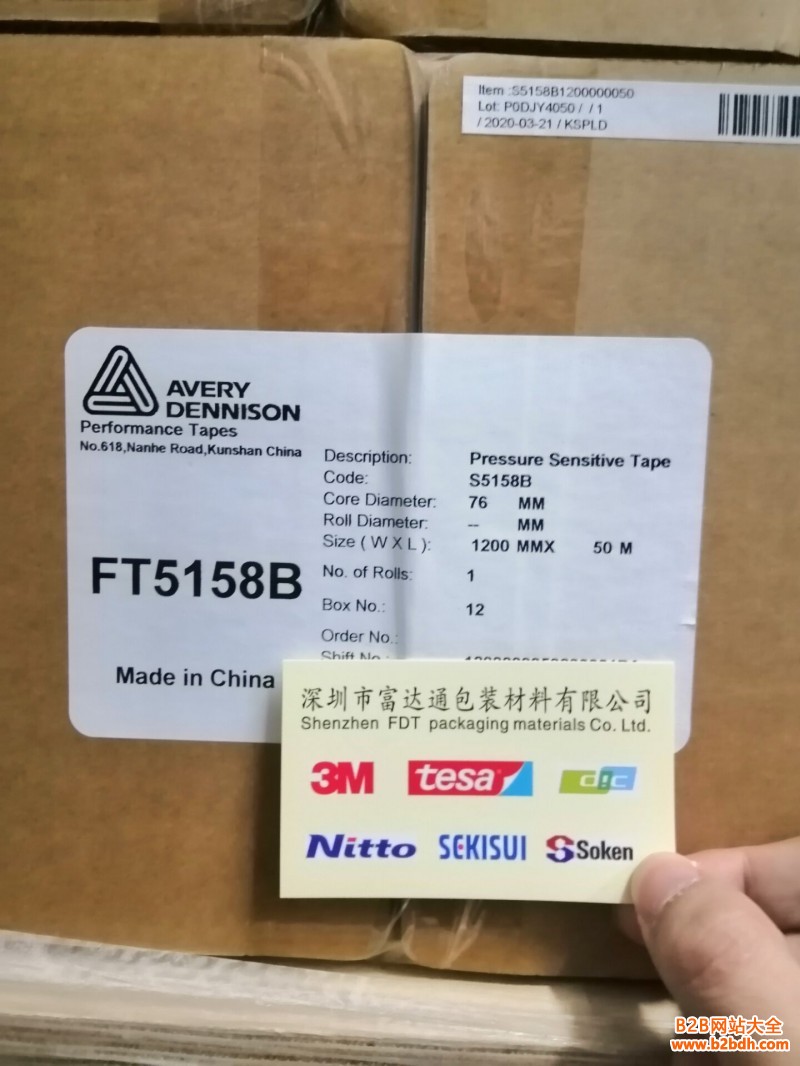 Item :S5158B1200000050
Lot: P0DJY4050 / / 1
/ 2020-03-21 / KSPLD
AVERY
DENNISON
Performance Tapes
No.618,Nanhe Road,Kunshan China
FT5158B
Made in China
Description: Pressure Sensitive Tape
Code: S5158B
Core Diameter: 76 MM
Roll Diameter: -- MM
Size ( W X L ): 1200 MMX 50 M
No. of Rolls: 1
Box No.: 12
Order No.:
Shift No.:
深圳市富达通包装材料有限公司
Shenzhen FDT packaging materials Co. Ltd.
3M tesa dic
Nitto SEKISUI Soken
B2B网站大全
www.b2bdh.com